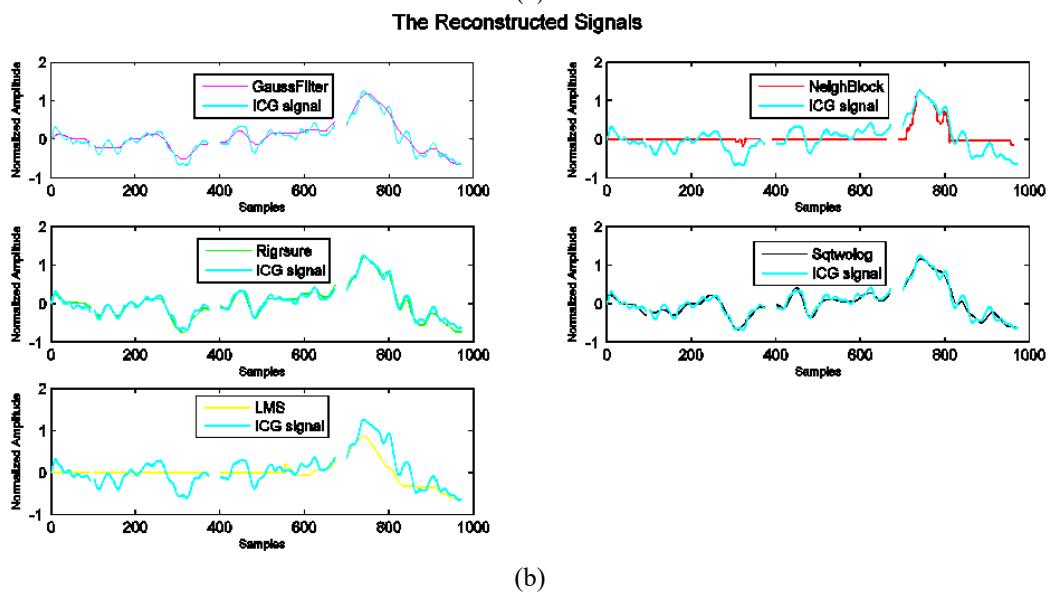 The Reconstructed Signals
Normalized Amplitude
2
1
0
-1
GaussFilter
ICG signal
0
200
400
600
800
1000
Samples
Normalized Amplitude
2
1
0
-1
NeighBlock
ICG signal
0
200
400
600
800
1000
Samples
Normalized Amplitude
2
1
0
-1
Rigrsure
ICG signal
0
200
400
600
800
1000
Samples
Normalized Amplitude
2
1
0
-1
Sqtwolog
ICG signal
0
200
400
600
800
1000
Samples
Normalized Amplitude
2
1
0
-1
LMS
ICG signal
0
200
400
600
800
1000
Samples
(b)